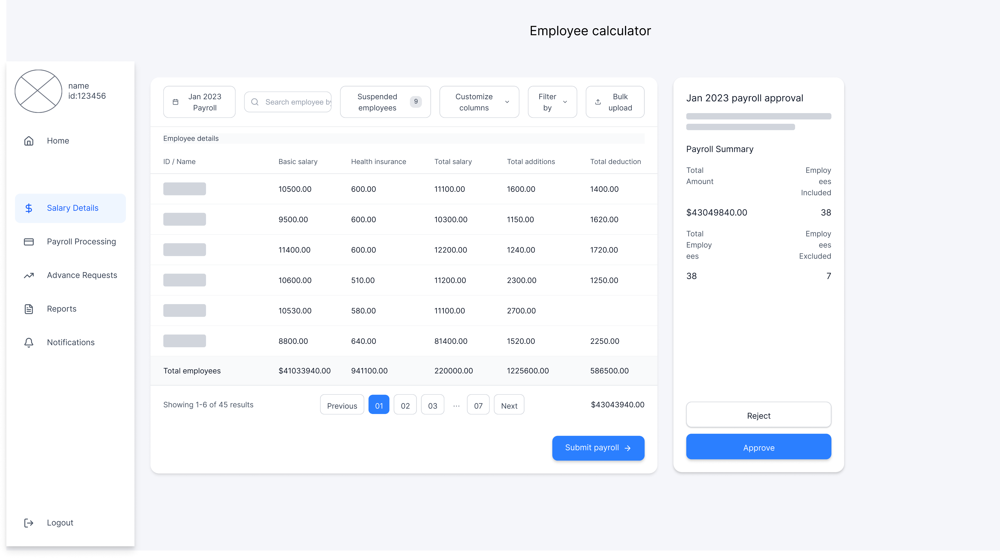 Employee calculator
name
id:123456
Home
Salary Details
Payroll Processing
Advance Requests
Reports
Notifications
Logout
Jan 2023
Payroll
Search employee by
Suspended
employees
9
Customize
columns
Filter
by
Bulk
upload
Employee details
ID / Name Basic salary Health insurance Total salary Total additions Total deduction
10500.00 600.00 11100.00 1600.00 1400.00
9500.00 600.00 10300.00 1150.00 1620.00
11400.00 600.00 12200.00 1240.00 1720.00
10600.00 510.00 11200.00 2300.00 1250.00
10530.00 580.00 11100.00 2700.00
8800.00 640.00 81400.00 1520.00 2250.00
Total employees $41033940.00 941100.00 220000.00 1225600.00 586500.00
Showing 1-6 of 45 results Previous 01 02 03 ... 07 Next $43043940.00
Submit payroll
Jan 2023 payroll approval
Payroll Summary
Total
Amount
Employ
ees
Included
$43049840.00 38
Total
Employ
ees
Employ
ees
Excluded
38 7
Reject
Approve